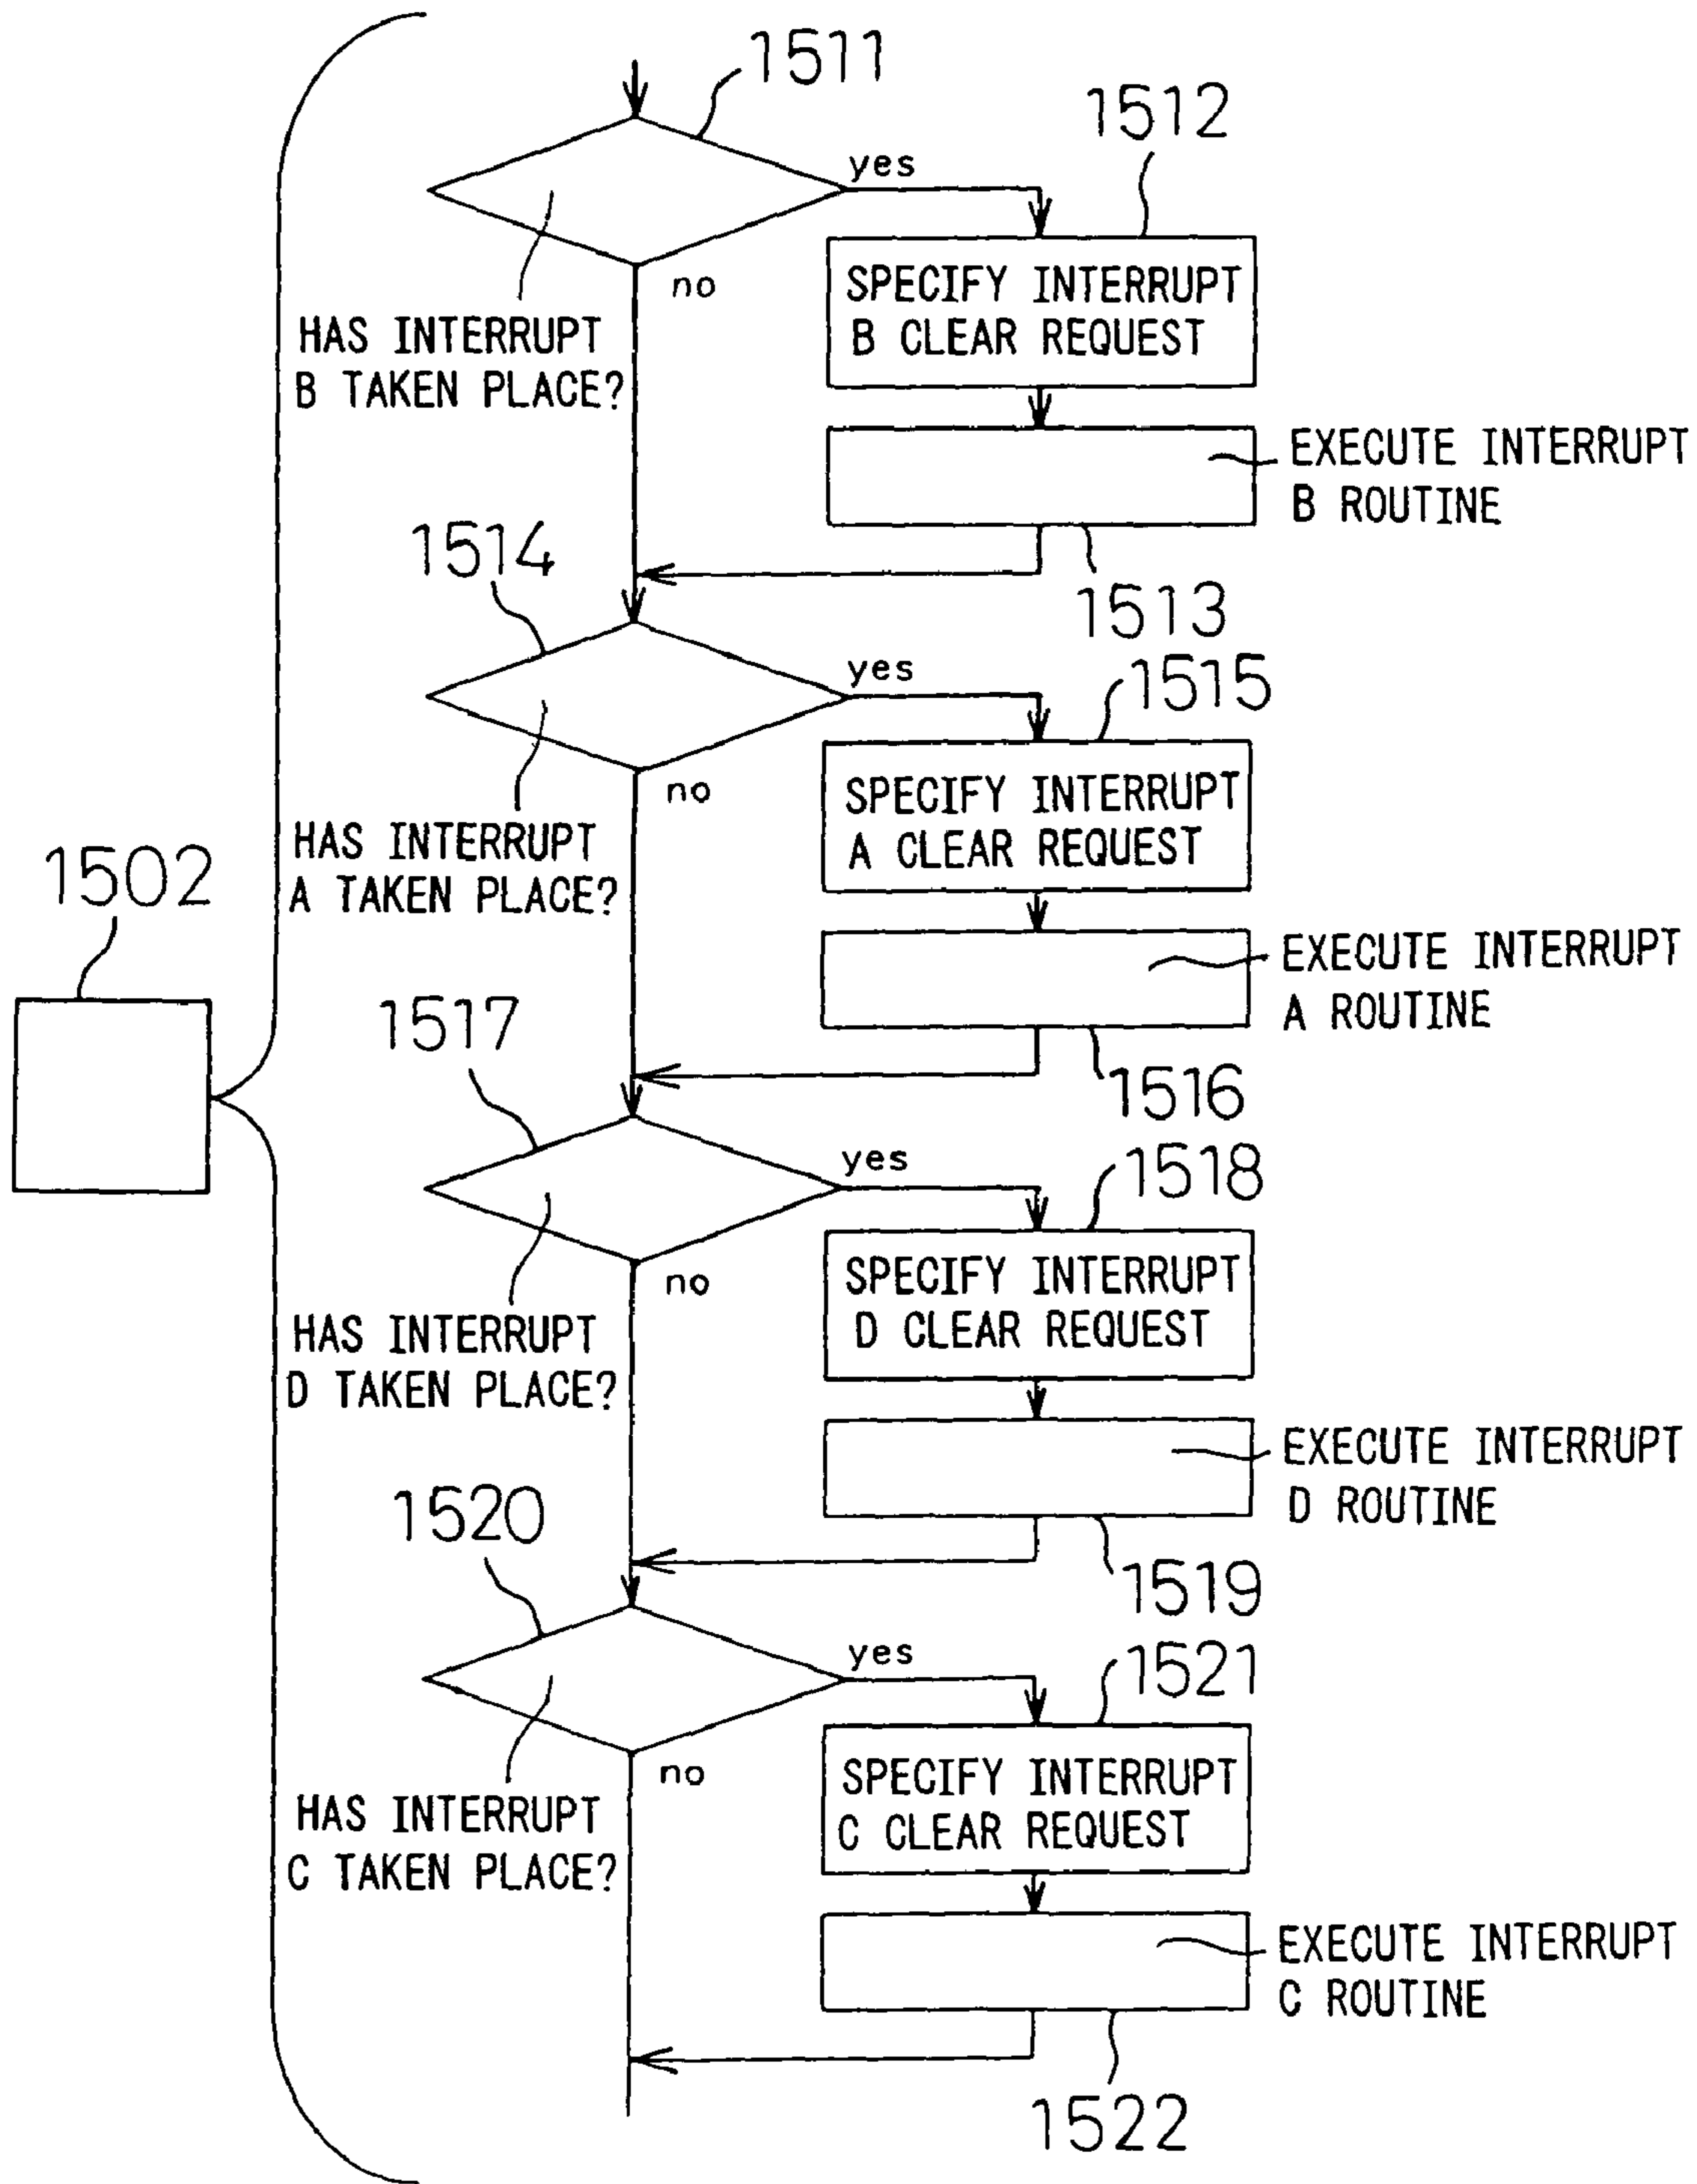 1511
1512
yes
no
SPECIFY INTERRUPT
B CLEAR REQUEST
HAS INTERRUPT
B TAKEN PLACE?
EXECUTE INTERRUPT
B ROUTINE
1513
1514
yes
1515
no
SPECIFY INTERRUPT
A CLEAR REQUEST
HAS INTERRUPT
A TAKEN PLACE?
1502
EXECUTE INTERRUPT
A ROUTINE
1516
1517
yes
1518
no
SPECIFY INTERRUPT
D CLEAR REQUEST
HAS INTERRUPT
D TAKEN PLACE?
EXECUTE INTERRUPT
D ROUTINE
1519
1520
yes
1521
no
SPECIFY INTERRUPT
C CLEAR REQUEST
HAS INTERRUPT
C TAKEN PLACE?
EXECUTE INTERRUPT
C ROUTINE
1522